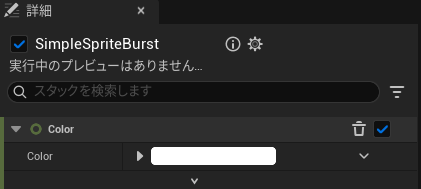 詳細
SimpleSpriteBurst
実行中のプレビューはありません...
スタックを検索します
Color
Color